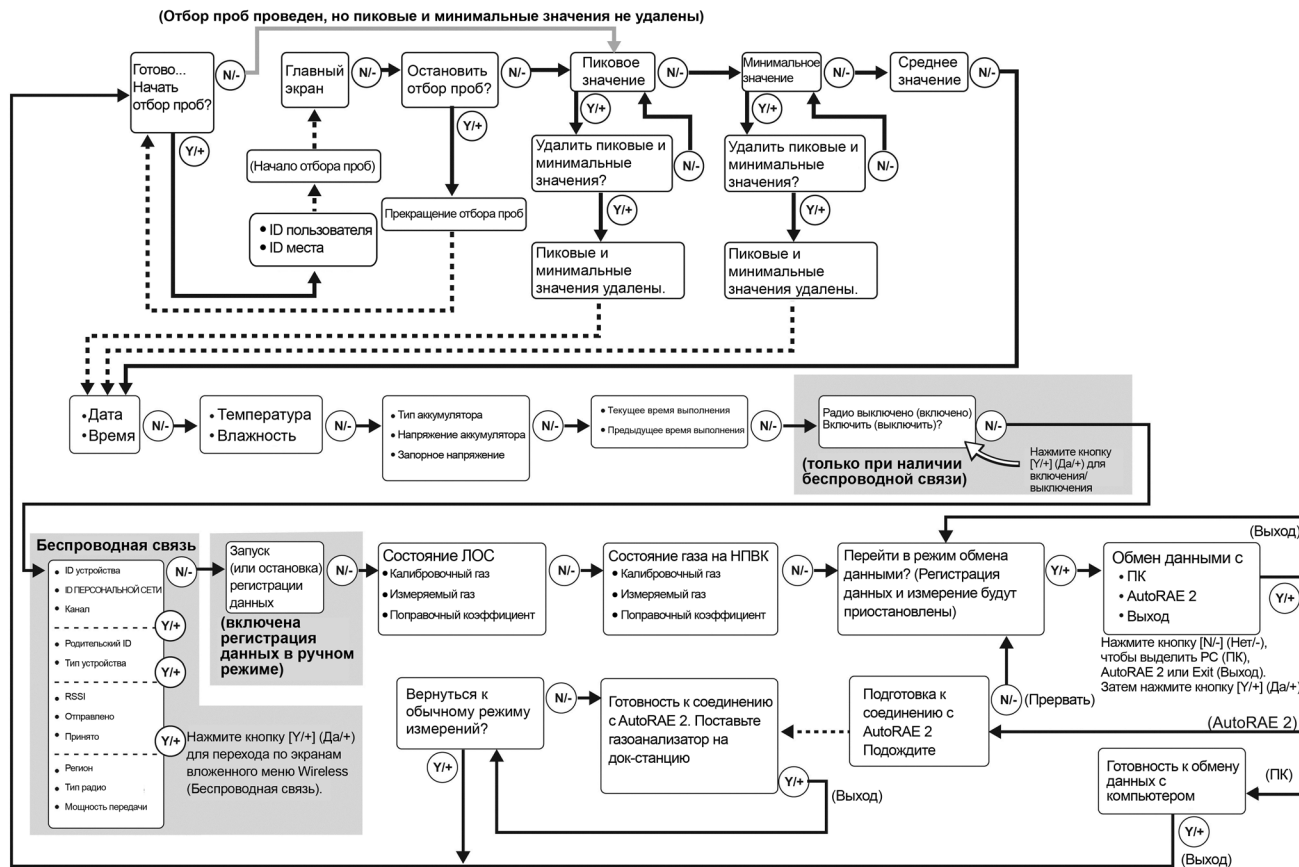 (Отбор проб проведен, но пиковые и минимальные значения не удалены)
Готово...
Начать
отбор проб?
N/-
Y/+
Главный
экран
N/-
(Начало отбора проб)
• ID пользователя
• ID места
Остановить
отбор проб?
N/-
Y/+
Прекращение отбора проб
Пиковое
значение
N/-
Y/+
Удалить пиковые и
минимальные
значения?
N/-
Y/+
Пиковые и
минимальные
значения удалены.
Минимальное
значение
N/-
Y/+
Удалить пиковые и
минимальные
значения?
N/-
Y/+
Пиковые и
минимальные
значения удалены.
Среднее
значение
N/-
• Дата
• Время
N/-
• Температура
• Влажность
N/-
• Тип аккумулятора
• Напряжение аккумулятора
• Запорное напряжение
N/-
• Текущее время выполнения
• Предыдущее время выполнения
N/-
Радио выключено (включено)
Включить (выключить)?
N/-
(только при наличии
беспроводной связи)
Нажмите кнопку
[Y/+] (Да/+) для
включения/
выключения
Беспроводная связь
• ID устройства
• ID ПЕРСОНАЛЬНОЙ СЕТИ
• Канал
N/-
Y/+
• Родительский ID
• Тип устройства
Y/+
• RSSI
• Отправлено
• Принято
Y/+
• Регион
• Тип радио
• Мощность передачи
Нажмите кнопку [Y/+] (Да/+)
для перехода по экранам
вложенного меню Wireless
(Беспроводная связь).
Запуск
(или остановка)
регистрации
данных
N/-
(включена
регистрация
данных в ручном
режиме)
Состояние ЛОС
• Калибровочный газ
• Измеряемый газ
• Поправочный коэффициент
N/-
Состояние газа на НПВК
• Калибровочный газ
• Измеряемый газ
• Поправочный коэффициент
N/-
Перейти в режим обмена
данными? (Регистрация
данных и измерение будут
приостановлены)
Y/+
(Выход)
Обмен данными с
• ПК
• AutoRAE 2
• Выход
Y/+
Нажмите кнопку [N/-] (Нет/-),
чтобы выделить PC (ПК),
AutoRAE 2 или Exit (Выход).
Затем нажмите кнопку [Y/+] (Да/+)
Вернуться к
обычному режиму
измерений?
N/-
Y/+
Готовность к соединению
с AutoRAE 2. Поставьте
газоанализатор на
док-станцию
Y/+
(Выход)
Подготовка к
соединению с
AutoRAE 2
Подождите
N/-
(Прервать)
(AutoRAE 2)
Готовность к обмену
данных с
компьютером
(ПК)
Y/+
(Выход)